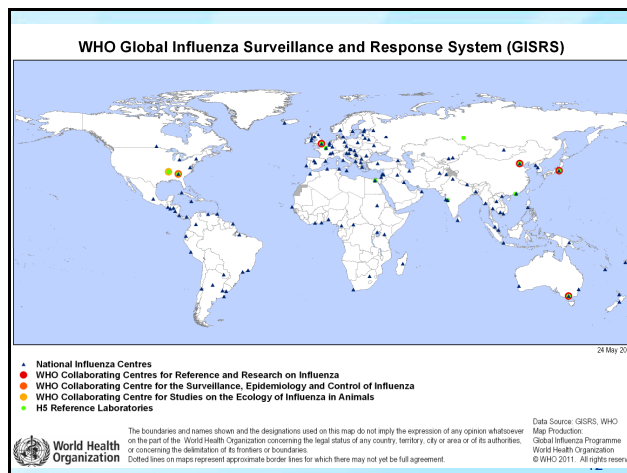 WHO Global Influenza Surveillance and Response System (GISRS)
24 May 20
National Influenza Centres
WHO Collaborating Centres for Reference and Research on Influenza
WHO Collaborating Centre for the Surveillance, Epidemiology and Control of Influenza
WHO Collaborating Centre for Studies on the Ecology of Influenza in Animals
H5 Reference Laboratories
World Health
Organization
The boundaries and names shown and the designations used on this map do not imply the expression of any opinion whatsoever
on the part of the World Health Organization concerning the legal status of any country, territory, city or area or of its authorities,
or concerning the delimitation of its frontiers or boundaries.
Dotted lines on maps represent approximate border lines for which there may not yet be full agreement.
Data Source: GISRS, WHO
Map Production:
Global Influenza Programme
World Health Organization
© WHO 2011. All rights reserv